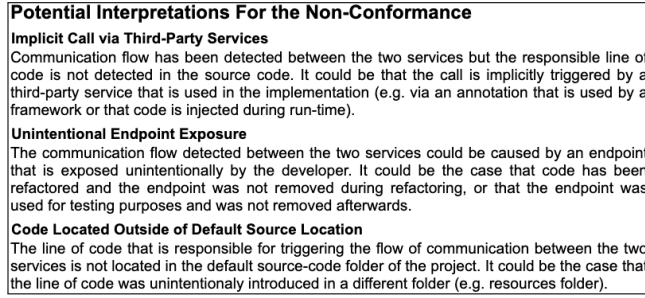 Potential Interpretations For the Non-Conformance
Implicit Call via Third-Party Services
Communication flow has been detected between the two services but the responsible line of
code is not detected in the source code. It could be that the call is implicitly triggered by a
third-party service that is used in the implementation (e.g. via an annotation that is used by a
framework or that code is injected during run-time).
Unintentional Endpoint Exposure
The communication flow detected between the two services could be caused by an endpoint
that is exposed unintentionally by the developer. It could be the case that code has been
refactored and the endpoint was not removed during refactoring, or that the endpoint was
used for testing purposes and was not removed afterwards.
Code Located Outside of Default Source Location
The line of code that is responsible for triggering the flow of communication between the two
services is not located in the default source-code folder of the project. It could be the case that
the line of code was unintentionaly introduced in a different folder (e.g. resources folder).